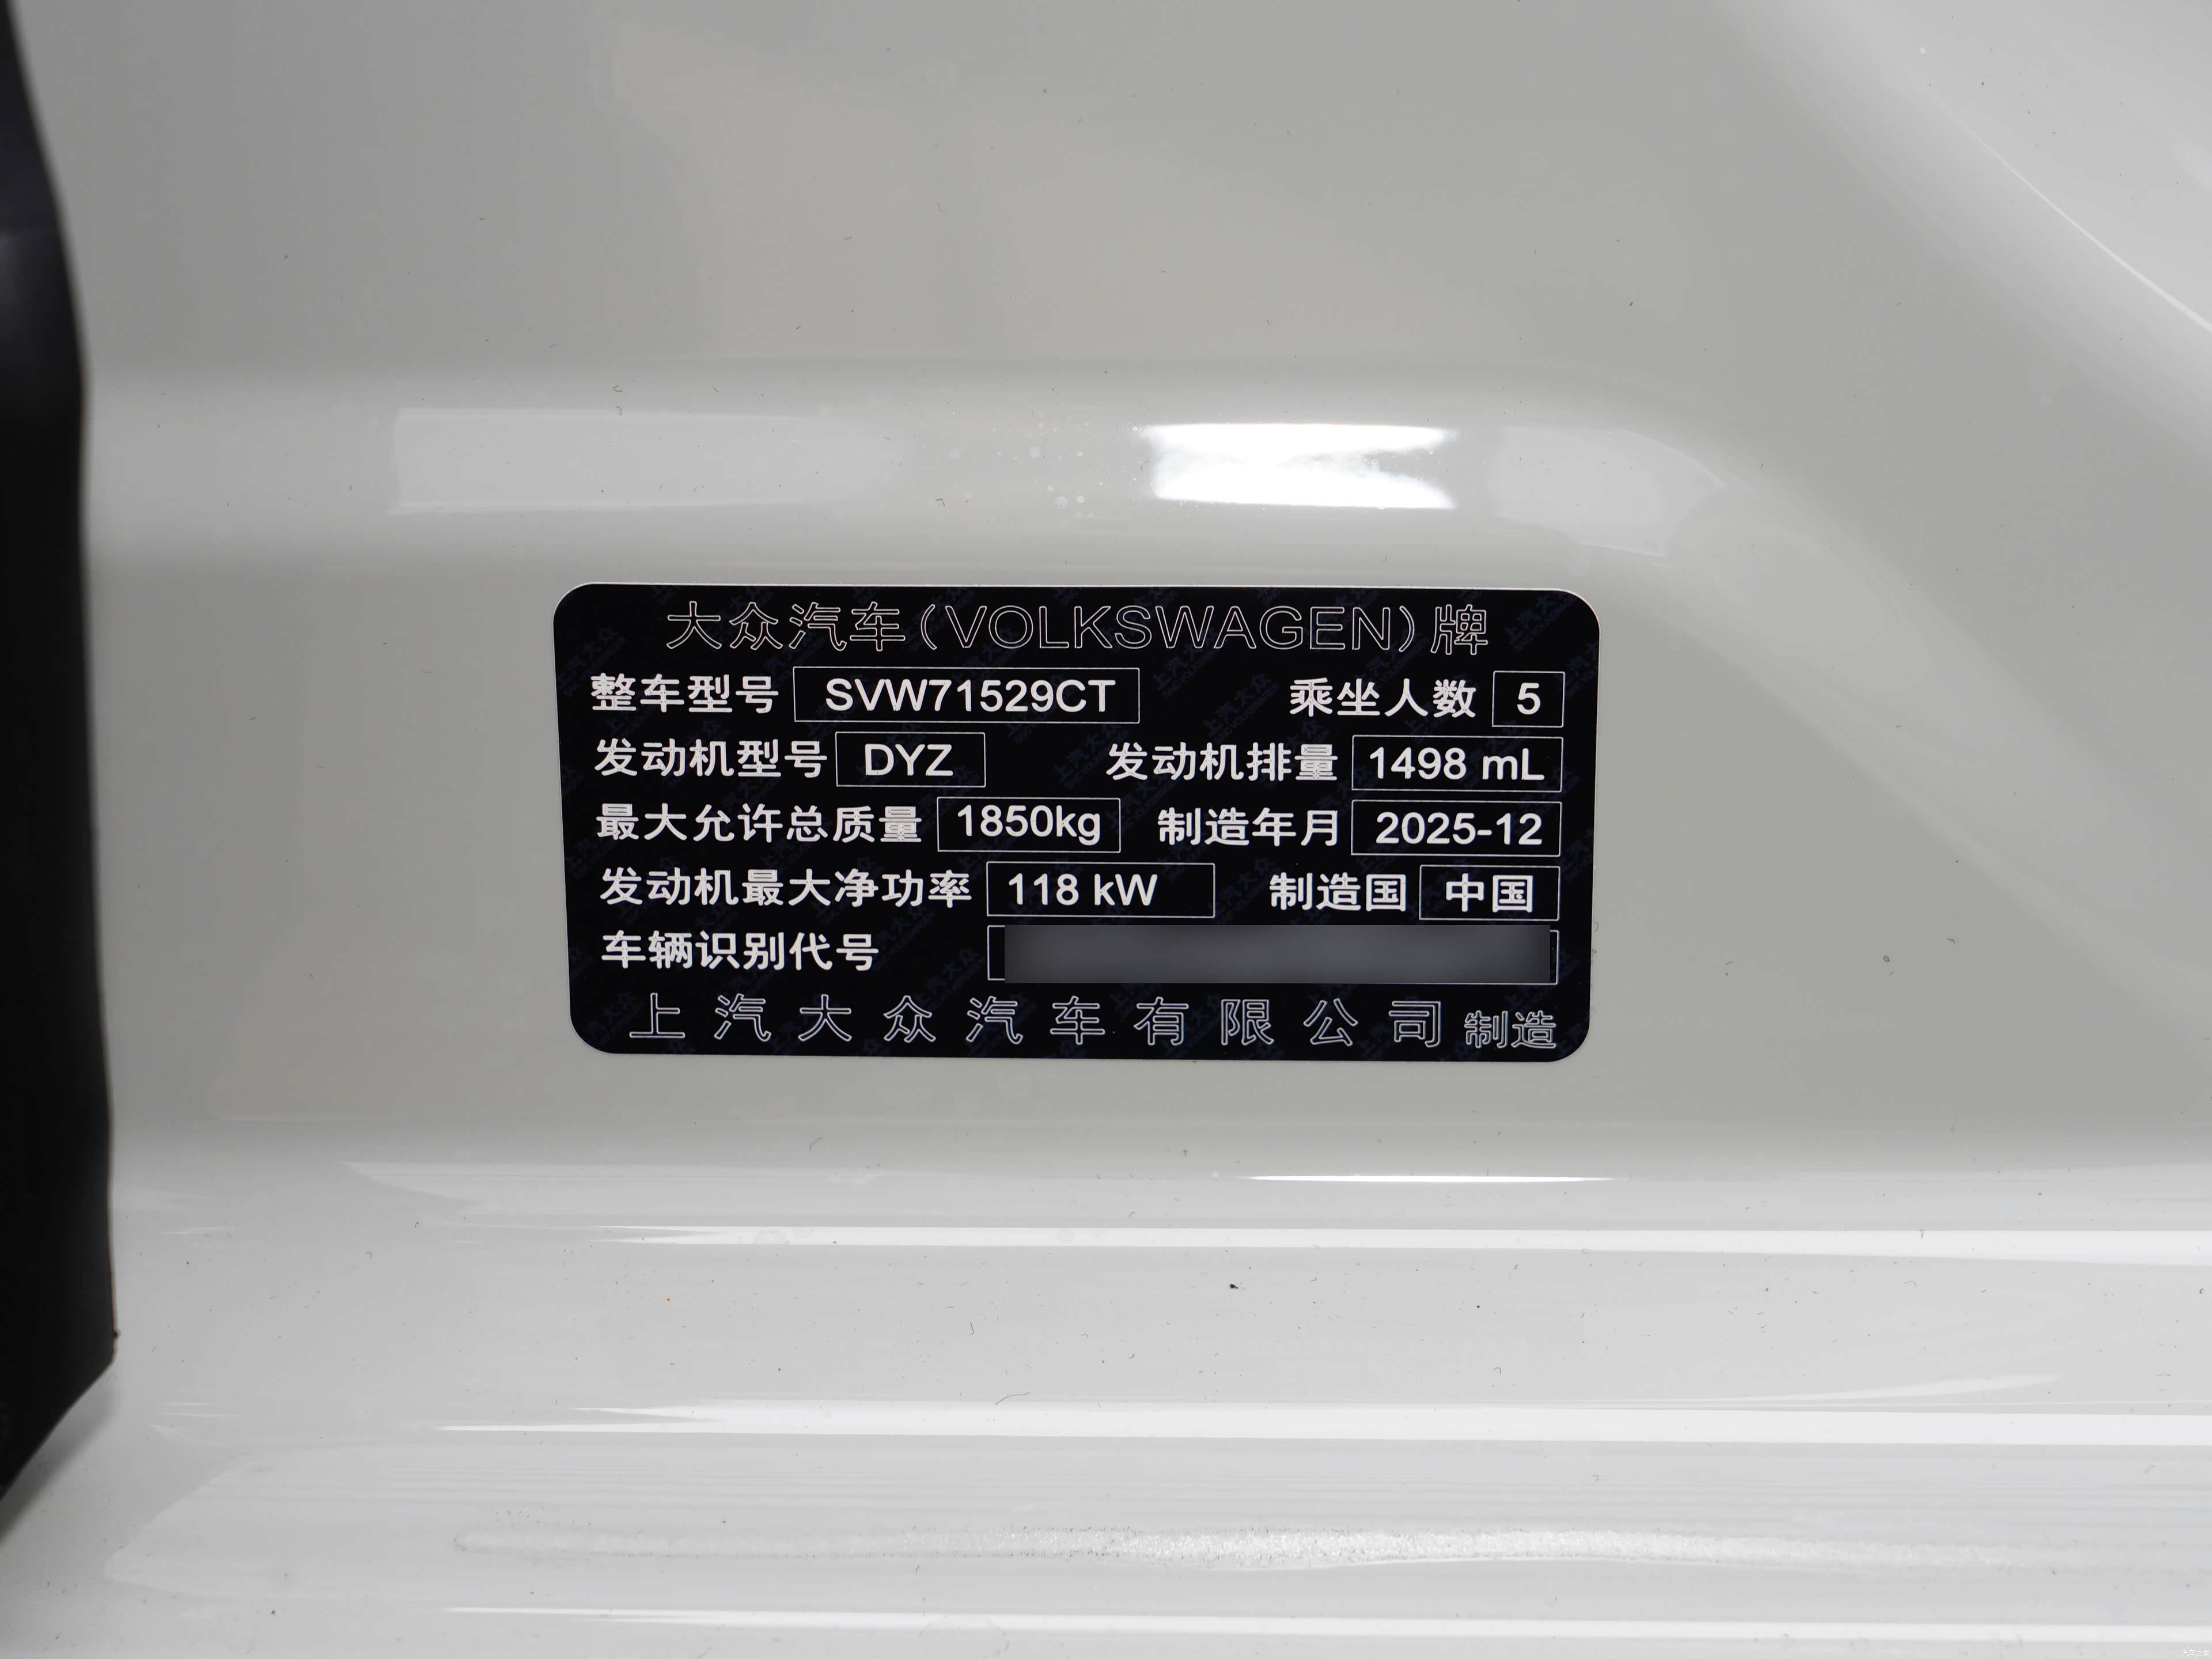 大众汽车(VOLKSWAGEN)牌
整车型号 SVW71529CT 乘坐人数 5
发动机型号 DYZ 发动机排量 1498 mL
最大允许总质量 1850kg 制造年月 2025-12
发动机最大净功率 118 kW 制造国 中国
车辆识别代号
上汽大众汽车有限公司制造
汽车之家